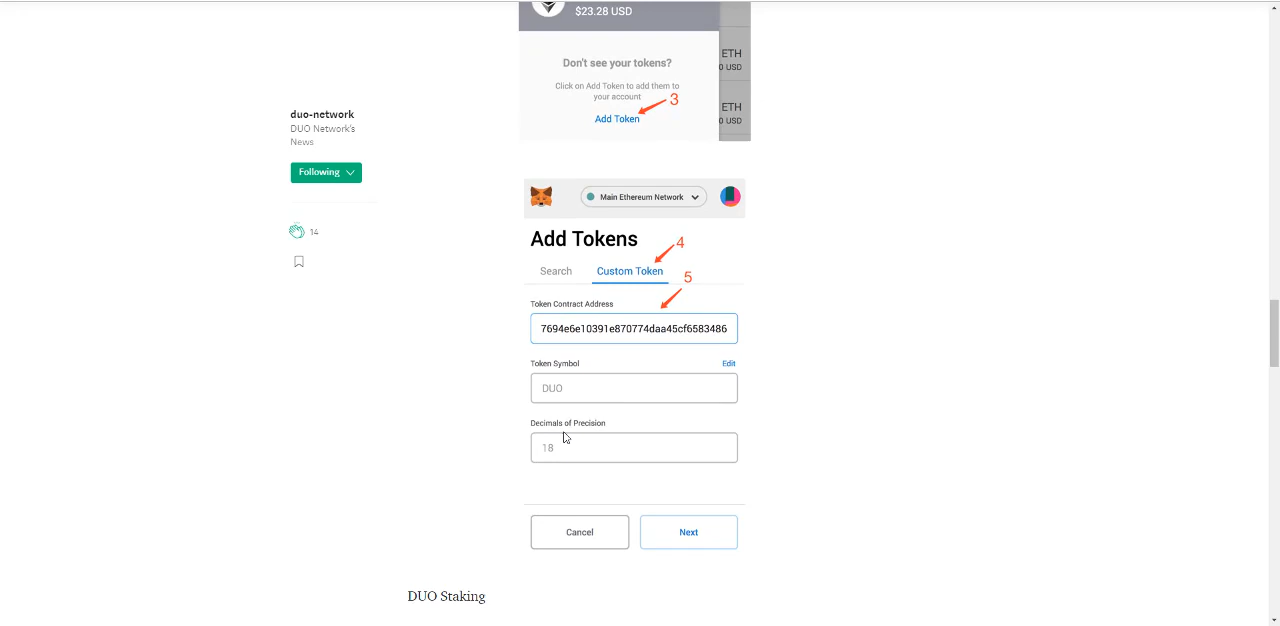 $23.28 USD
Don't see your tokens?
Click on Add Token to add them to
your account
3
Add Token
ETH
0 USD
ETH
0 USD
duo-network
DUO Network's
News
Following
14
Main Ethereum Network
Add Tokens
4
Search
Custom Token
5
Token Contract Address
7694e6e10391e870774daa45cf6583486
Token Symbol
Edit
DUO
Decimals of Precision
18
Cancel
Next
DUO Staking